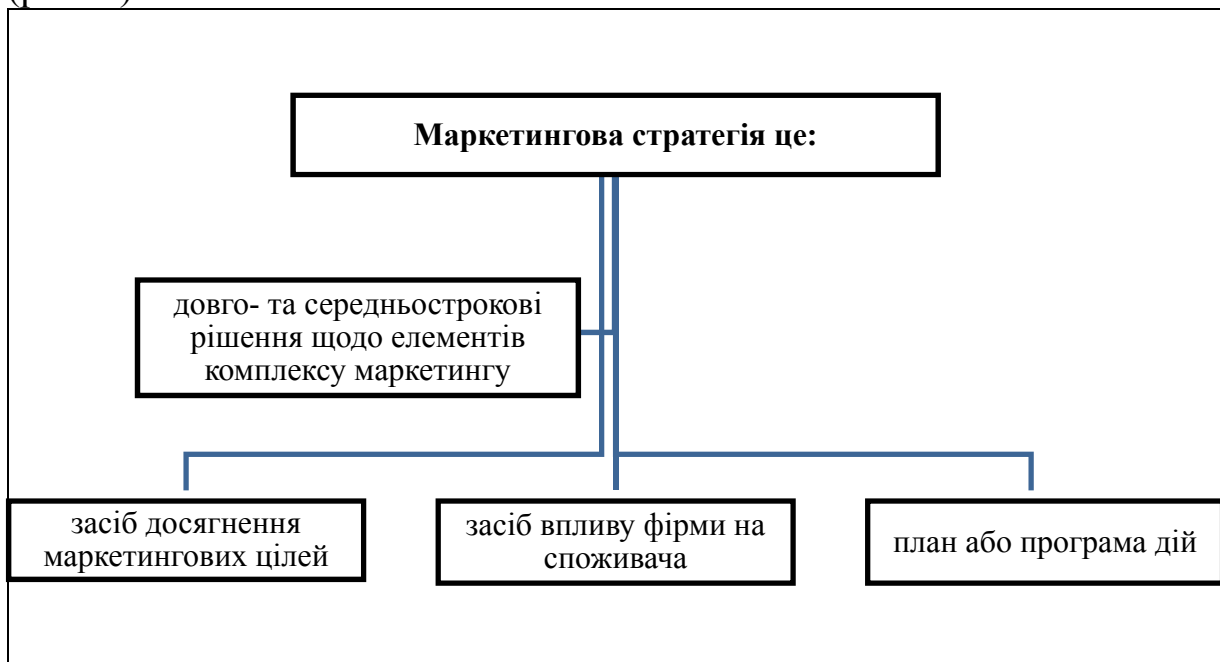 Маркетингова стратегія це:
довго- та середньострокові
рішення щодо елементів
комплексу маркетингу
засіб досягнення
маркетингових цілей
засіб впливу фірми на
споживача
план або програма дій